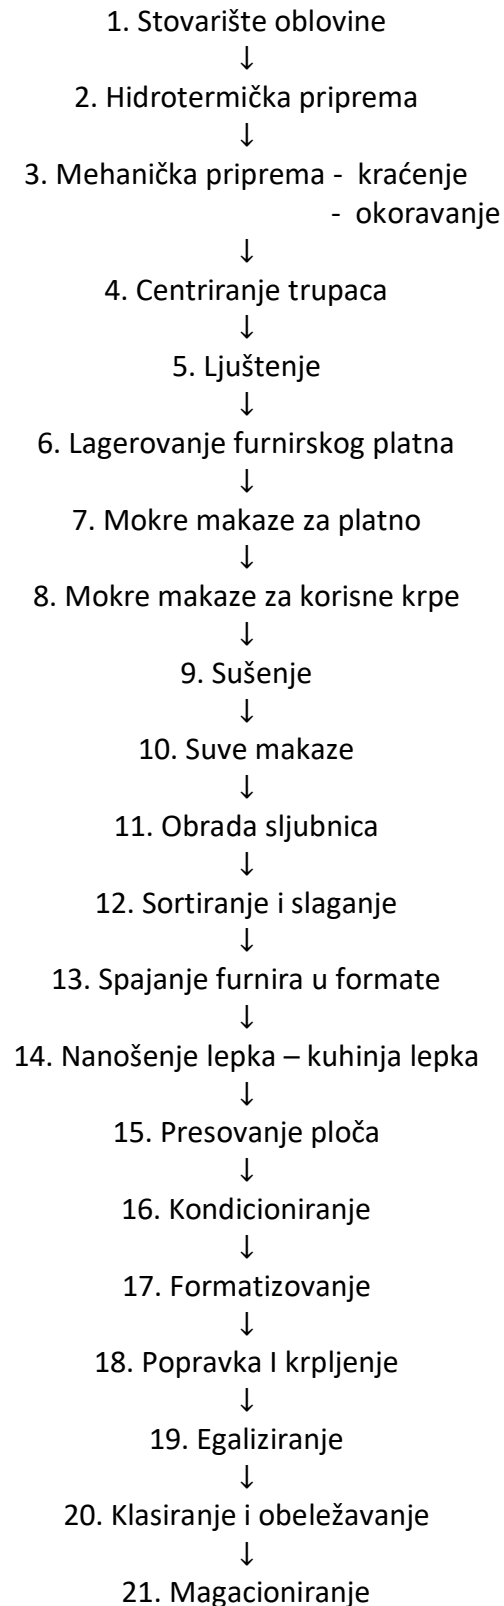 1. Stovarište oblovine
↓
2. Hidrotermička priprema
↓
3. Mehanička priprema - kraćenje
- okoravanje
↓
4. Centriranje trupaca
↓
5. Ljuštenje
↓
6. Lagerovanje furnirskog platna
↓
7. Mokre makaze za platno
↓
8. Mokre makaze za korisne krpe
↓
9. Sušenje
↓
10. Suve makaze
↓
11. Obrada sljubnica
↓
12. Sortiranje i slaganje
↓
13. Spajanje furnira u formate
↓
14. Nanošenje lepka – kuhinja lepka
↓
15. Presovanje ploča
↓
16. Kondicioniranje
↓
17. Formatizovanje
↓
18. Popravka I krpljenje
↓
19. Egaliziranje
↓
20. Klasiranje i obeležavanje
↓
21. Magacioniranje